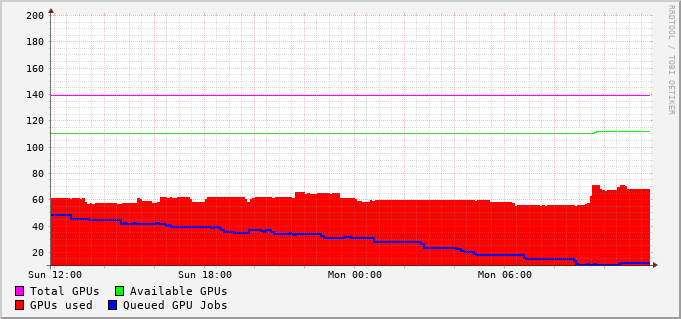 200
180
160
140
120
100
80
60
40
20
Sun 12:00 Sun 18:00 Mon 00:00 Mon 06:00
Total GPUs Available GPUs
GPUs used Queued GPU Jobs
RRDTOOL / TOBI OETIKER